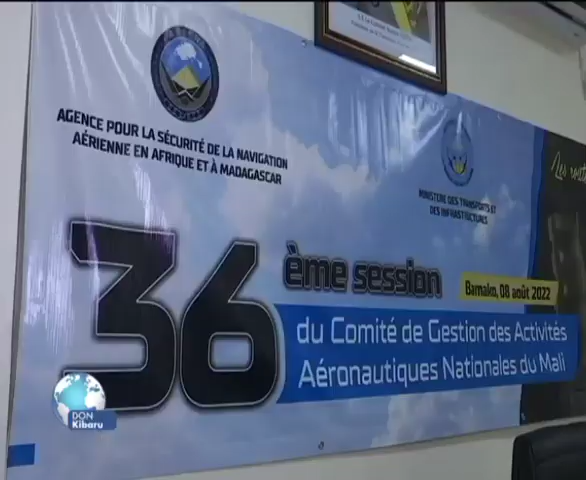 AGENCE POUR LA SÉCURITÉ DE LA NAVIGATION
AÉRIENNE EN AFRIQUE ET À MADAGASCAR
MINISTERE DES TRANSPORTS ET
DES INFRASTRUCTURES
36 ème session
Bamako, 08 août 2022
du Comité de Gestion des Activités
Aéronautiques Nationales du Mali
DON
Kibaru